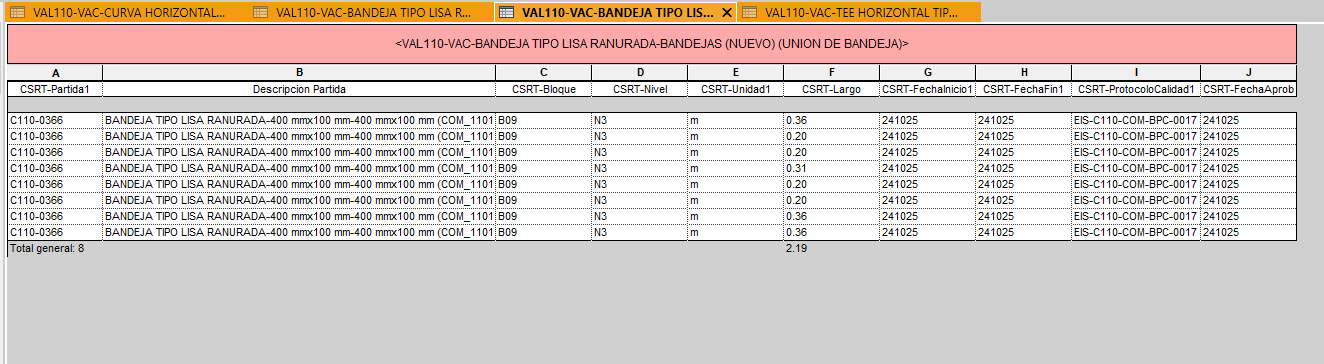 VAL110-VAC-CURVA HORIZONTAL... VAL110-VAC-BANDEJA TIPO LISA R... VAL110-VAC-BANDEJA TIPO LIS... VAL110-VAC-TEE HORIZONTAL TIP...
<VAL110-VAC-BANDEJA TIPO LISA RANURADA-BANDEJAS (NUEVO) (UNION DE BANDEJA)>
A B C D E F G H I J
CSRT-Partida1 Descripcion Partida CSRT-Bloque CSRT-Nivel CSRT-Unidad1 CSRT-Largo CSRT-FechaInicio1 CSRT-FechaFin1 CSRT-ProtocoloCalidad1 CSRT-FechaAprob
C110-0366 BANDEJA TIPO LISA RANURADA-400 mmx100 mm-400 mmx100 mm (COM_1101 B09 N3 m 0.36 241025 241025 EIS-C110-COM-BPC-0017 241025
C110-0366 BANDEJA TIPO LISA RANURADA-400 mmx100 mm-400 mmx100 mm (COM_1101 B09 N3 m 0.20 241025 241025 EIS-C110-COM-BPC-0017 241025
C110-0366 BANDEJA TIPO LISA RANURADA-400 mmx100 mm-400 mmx100 mm (COM_1101 B09 N3 m 0.20 241025 241025 EIS-C110-COM-BPC-0017 241025
C110-0366 BANDEJA TIPO LISA RANURADA-400 mmx100 mm-400 mmx100 mm (COM_1101 B09 N3 m 0.31 241025 241025 EIS-C110-COM-BPC-0017 241025
C110-0366 BANDEJA TIPO LISA RANURADA-400 mmx100 mm-400 mmx100 mm (COM_1101 B09 N3 m 0.20 241025 241025 EIS-C110-COM-BPC-0017 241025
C110-0366 BANDEJA TIPO LISA RANURADA-400 mmx100 mm-400 mmx100 mm (COM_1101 B09 N3 m 0.20 241025 241025 EIS-C110-COM-BPC-0017 241025
C110-0366 BANDEJA TIPO LISA RANURADA-400 mmx100 mm-400 mmx100 mm (COM_1101 B09 N3 m 0.36 241025 241025 EIS-C110-COM-BPC-0017 241025
C110-0366 BANDEJA TIPO LISA RANURADA-400 mmx100 mm-400 mmx100 mm (COM_1101 B09 N3 m 0.36 241025 241025 EIS-C110-COM-BPC-0017 241025
Total general: 8 2.19